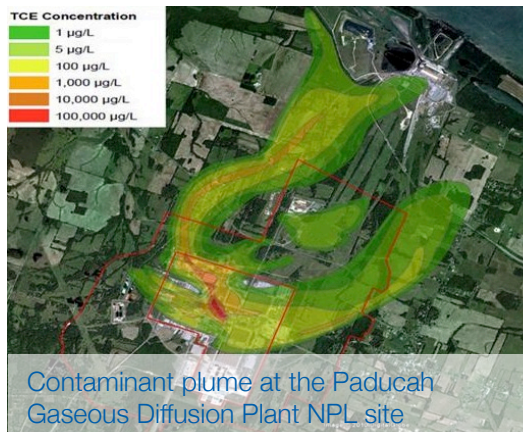 TCE Concentration
1 µg/L
5 µg/L
100 µg/L
1,000 µg/L
10,000 µg/L
100,000 µg/L
Contaminant plume at the Paducah
Gaseous Diffusion Plant NPL site